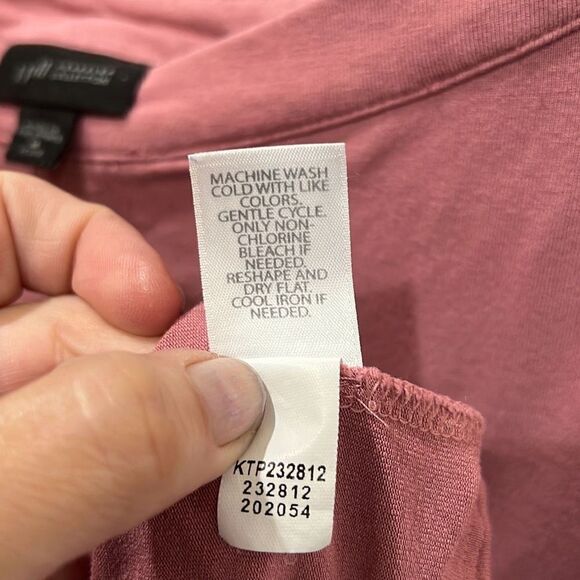 MACHINE WASH
COLD WITH LIKE
COLORS.
GENTLE CYCLE.
ONLY NON-
CHLORINE
BLEACH IF
NEEDED.
RESHAPE AND
DRY FLAT.
COOL IRON IF
NEEDED.
KTP232812
232812
202054